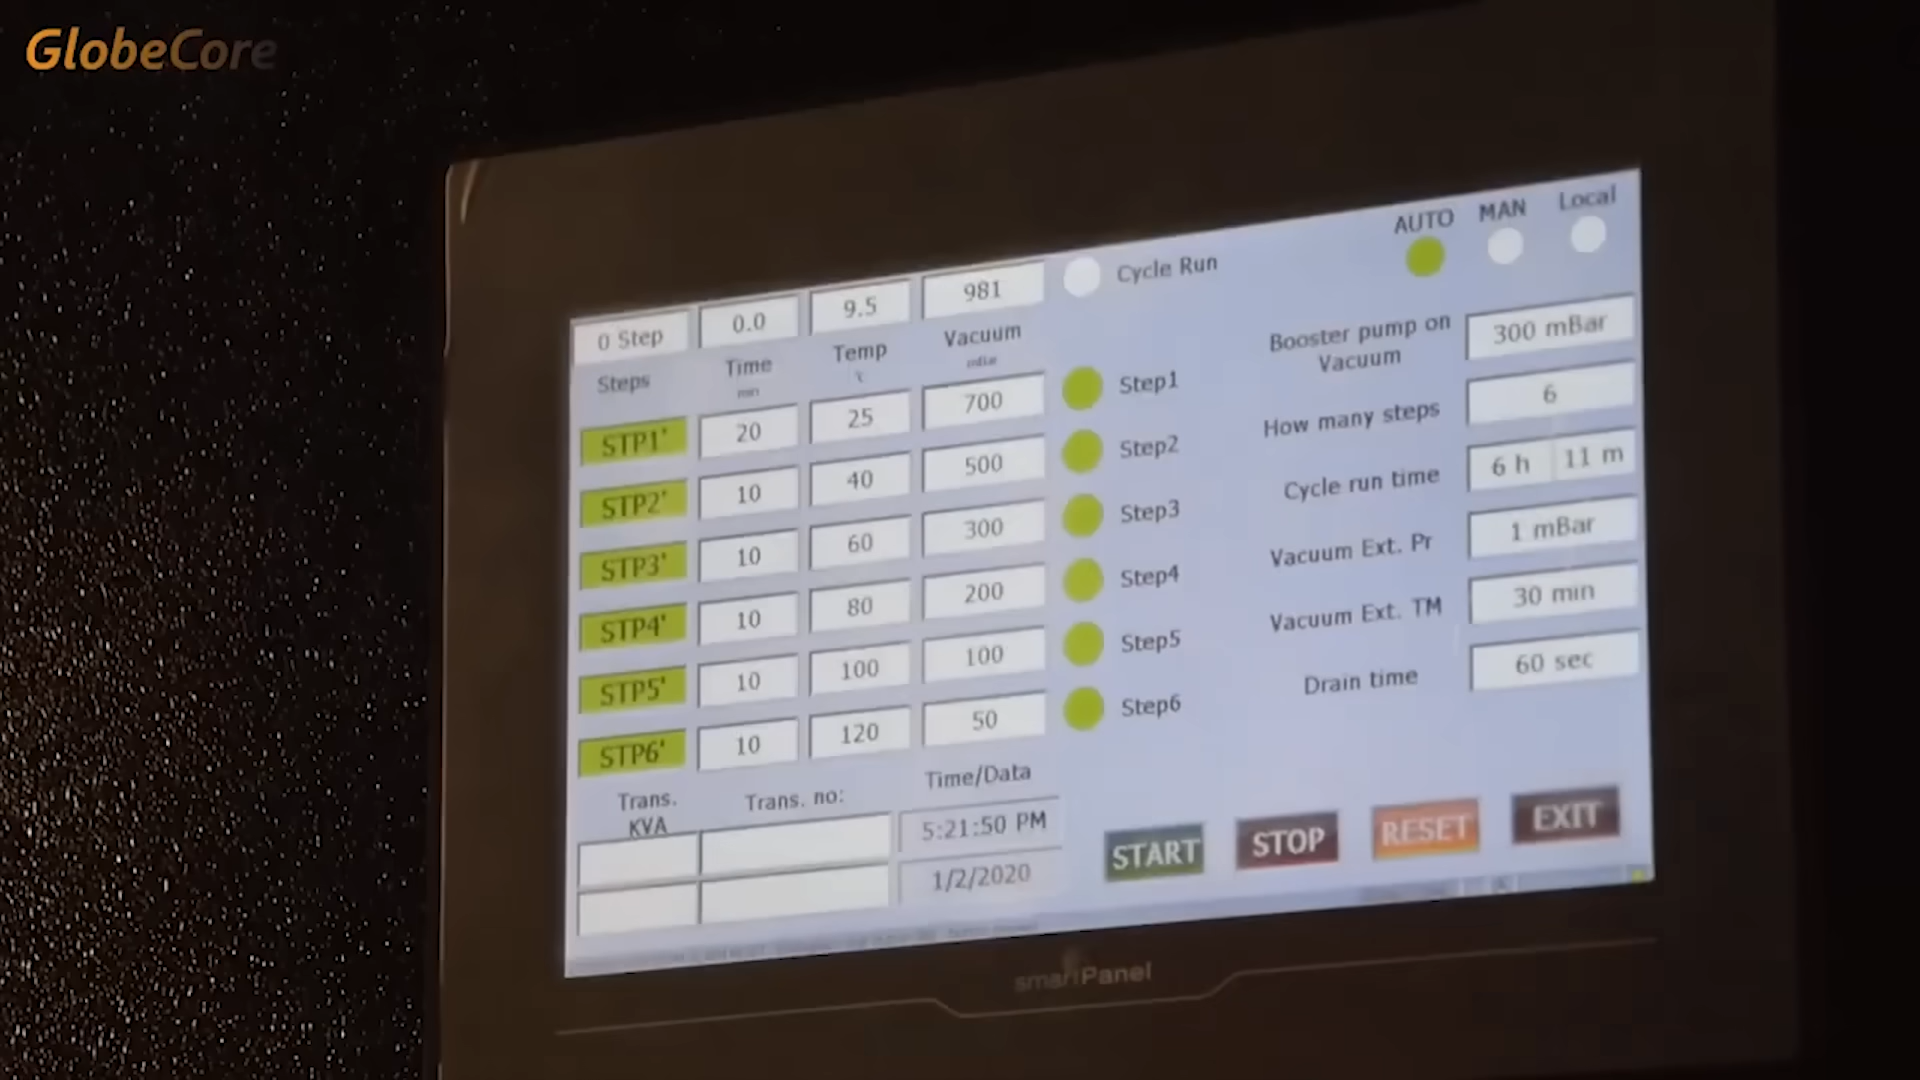 GlobeCore
AUTO MAN Local
0 Step 0.0 9.5 981 Cycle Run
Steps Time Temp Vacuum
min °C mBar
Booster pump on
Vacuum 300 mBar
STP1' 20 25 700 Step1
How many steps 6
STP2' 10 40 500 Step2
Cycle run time 6 h 11 m
STP3' 10 60 300 Step3
Vacuum Ext. Pr 1 mBar
STP4' 10 80 200 Step4
Vacuum Ext. TM 30 min
STP5' 10 100 100 Step5
Drain time 60 sec
STP6' 10 120 50 Step6
Trans. Trans. no: Time/Data
KVA
5:21:50 PM
1/2/2020
START STOP RESET EXIT
smartPanel